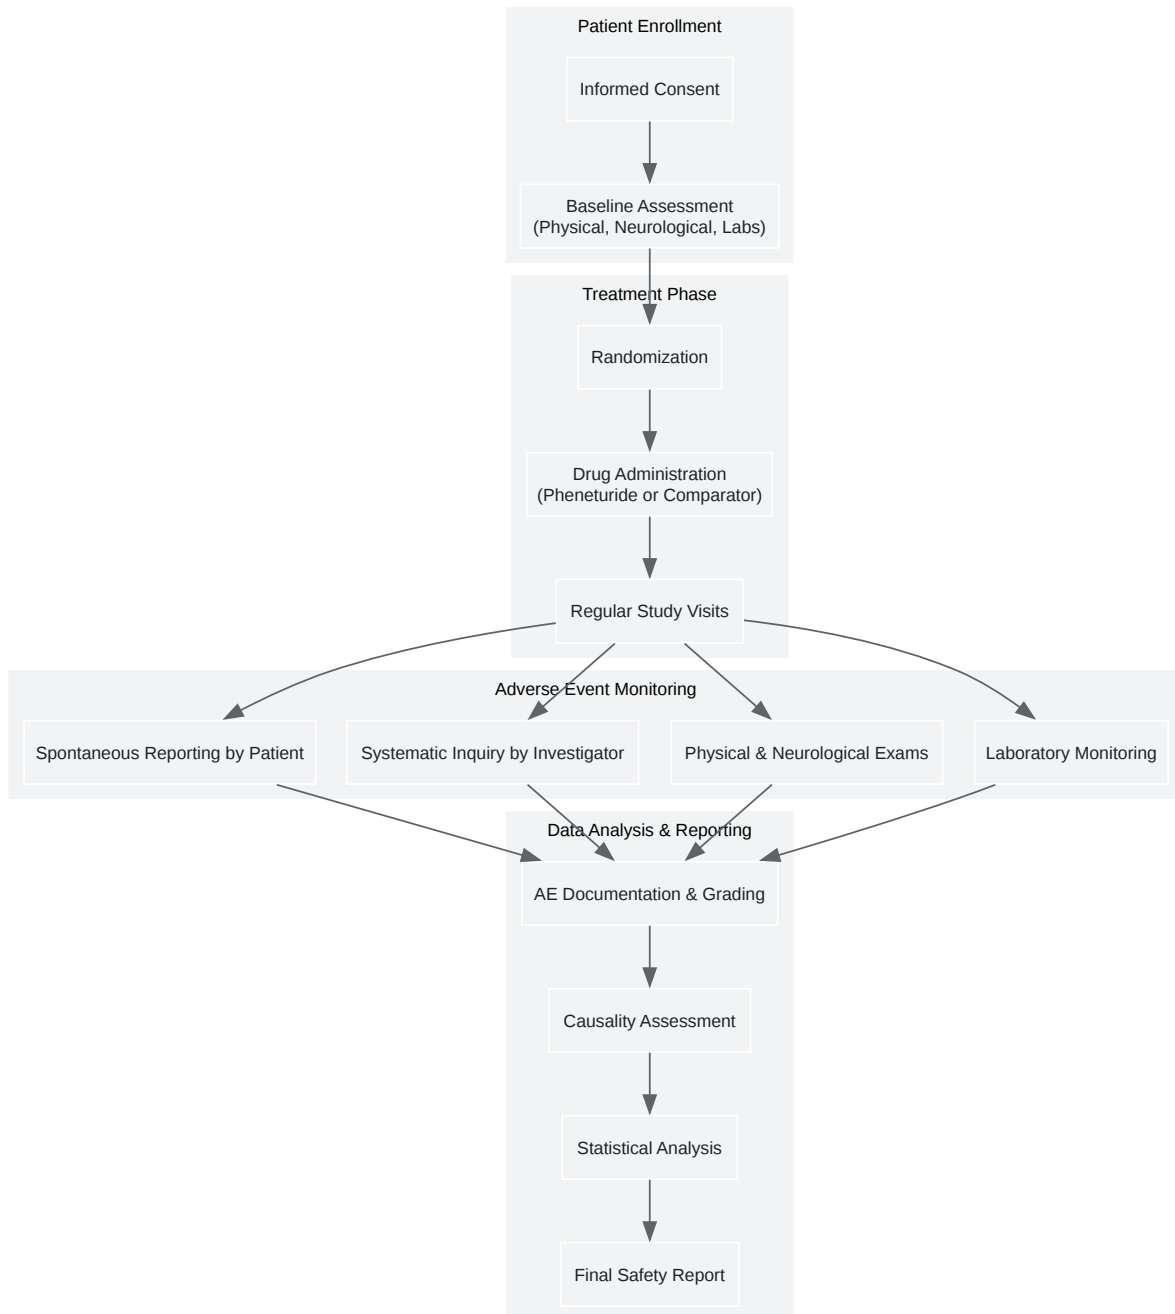 Patient Enrollment
Informed Consent
Baseline Assessment
(Physical, Neurological, Labs)
Treatment Phase
Randomization
Drug Administration
(Pheneturide or Comparator)
Regular Study Visits
Adverse Event Monitoring
Spontaneous Reporting by Patient
Systematic Inquiry by Investigator
Physical & Neurological Exams
Laboratory Monitoring
Data Analysis & Reporting
AE Documentation & Grading
Causality Assessment
Statistical Analysis
Final Safety Report